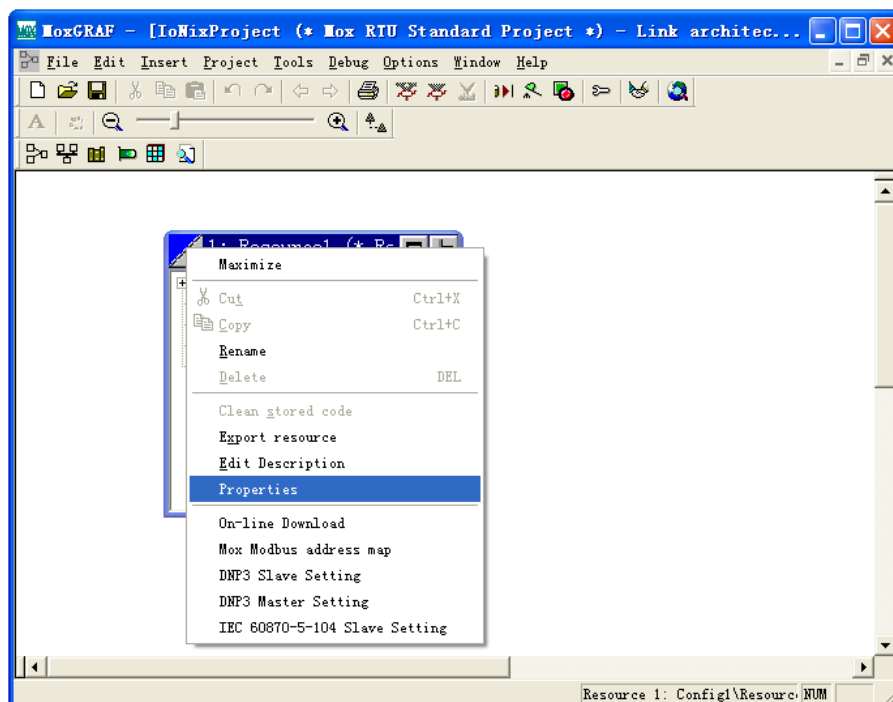 MoxGRAF - [IoNixProject (* Mox RTU Standard Project *) - Link architec...
File Edit Insert Project Tools Debug Options Window Help
1: Resource1 (* Re
Maximize
Cut Ctrl+X
Copy Ctrl+C
Rename
Delete DEL
Clean stored code
Export resource
Edit Description
Properties
On-line Download
Mox Modbus address map
DNP3 Slave Setting
DNP3 Master Setting
IEC 60870-5-104 Slave Setting
Resource 1: Config1\Resourc NUM